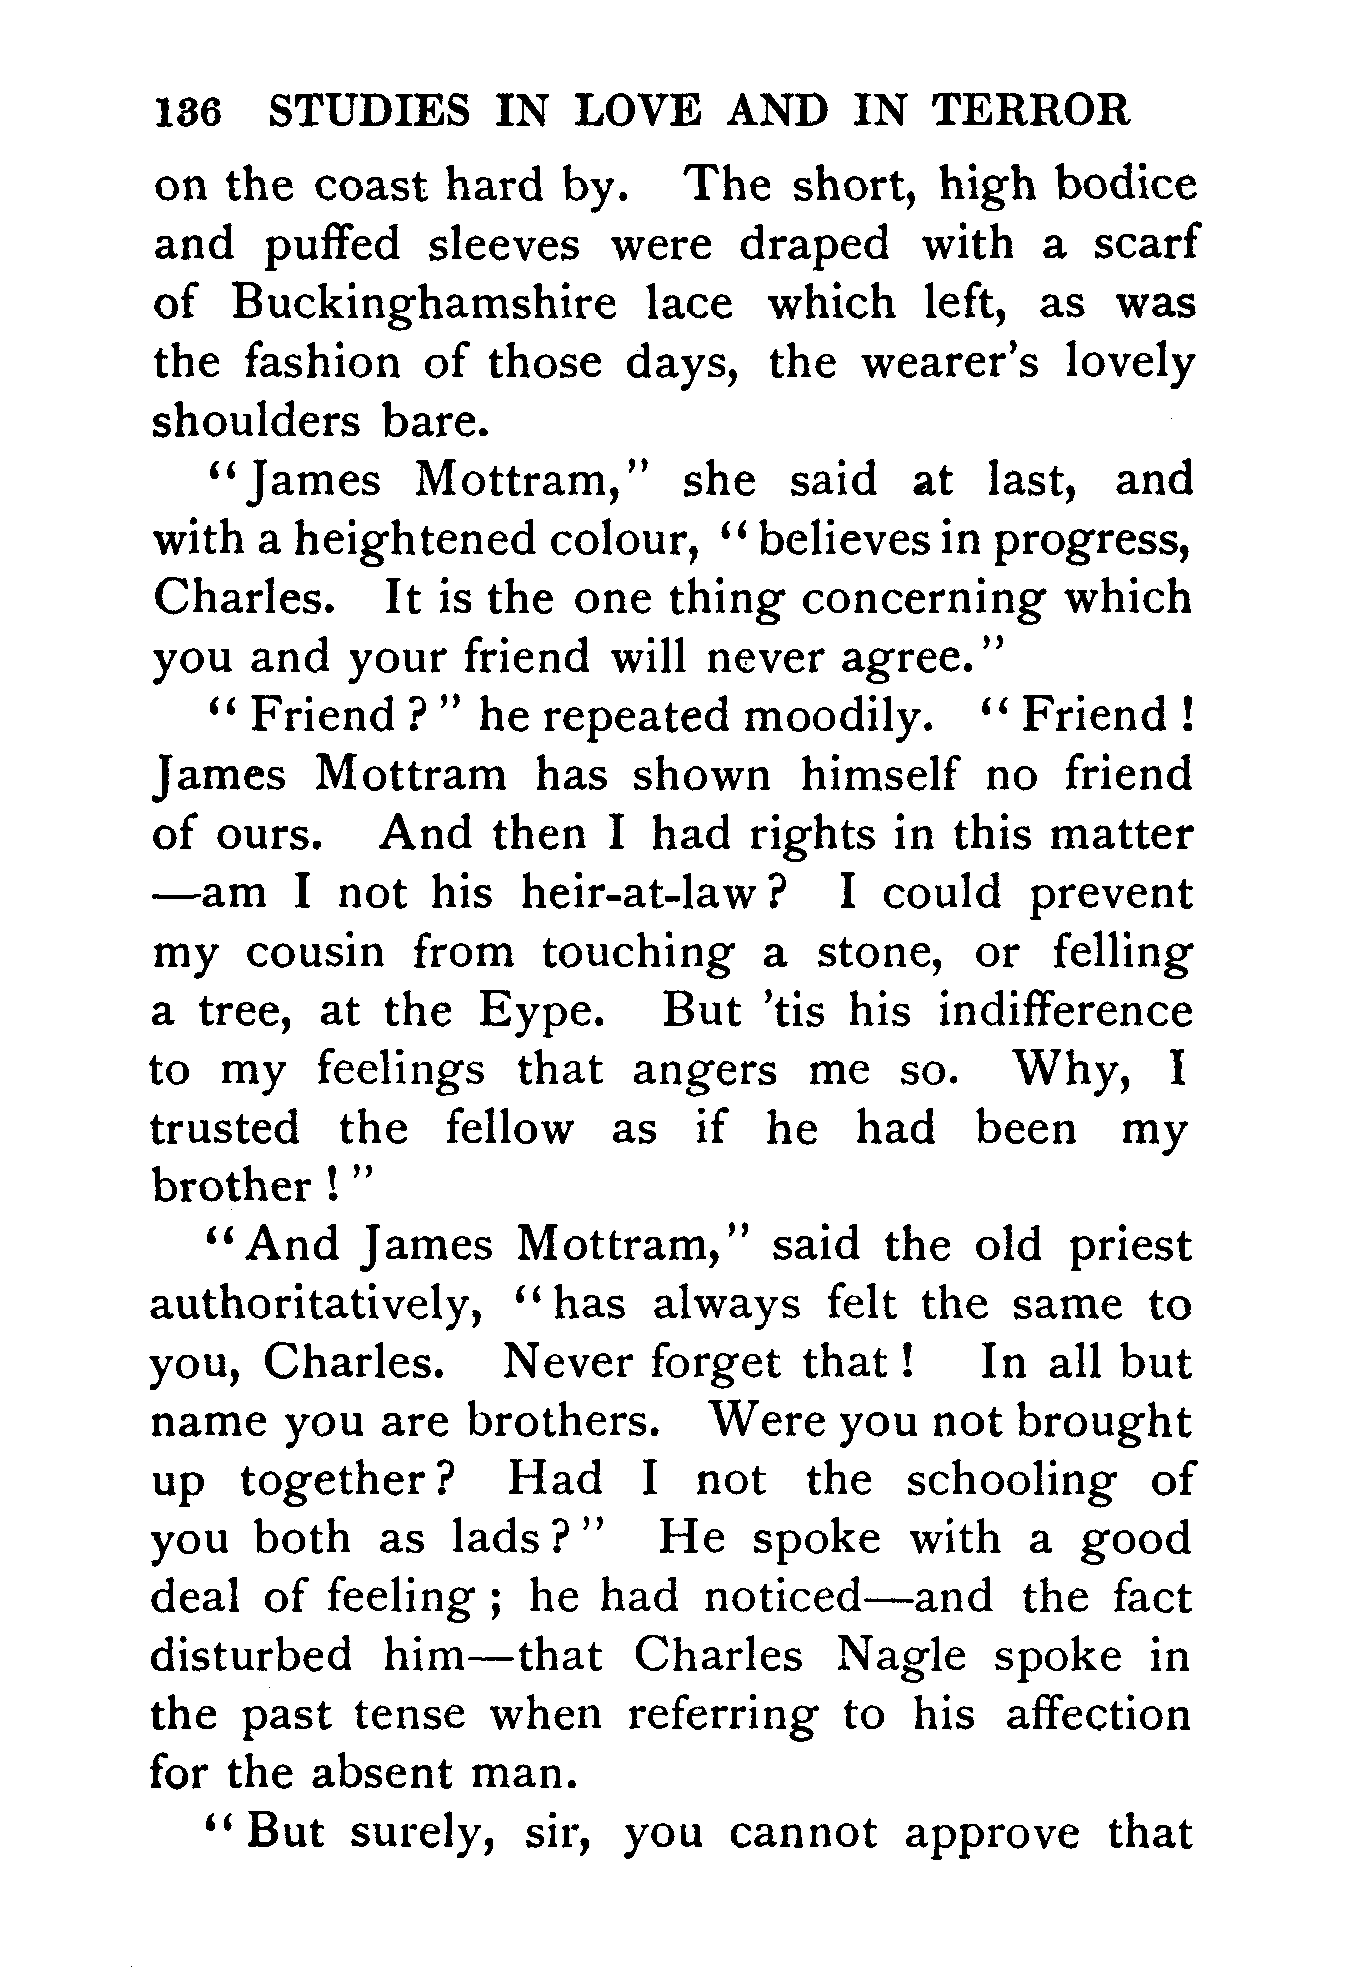 136 STUDIES IN LOVE AND IN TERROR
on the coast hard by. The short, high bodice
and puffed sleeves were draped with a scarf
of Buckinghamshire lace which left, as was
the fashion of those days, the wearer's lovely
shoulders bare.
"James Mottram," she said at last, and
with a heightened colour, "believes in progress,
Charles. It is the one thing concerning which
you and your friend will never agree."
"Friend?" he repeated moodily. "Friend!
James Mottram has shown himself no friend
of ours. And then I had rights in this matter
—am I not his heir-at-law? I could prevent
my cousin from touching a stone, or felling
a tree, at the Eype. But 'tis his indifference
to my feelings that angers me so. Why, I
trusted the fellow as if he had been my
brother!"
"And James Mottram," said the old priest
authoritatively, "has always felt the same to
you, Charles. Never forget that! In all but
name you are brothers. Were you not brought
up together? Had I not the schooling of
you both as lads?" He spoke with a good
deal of feeling; he had noticed—and the fact
disturbed him—that Charles Nagle spoke in
the past tense when referring to his affection
for the absent man.
"But surely, sir, you cannot approve that